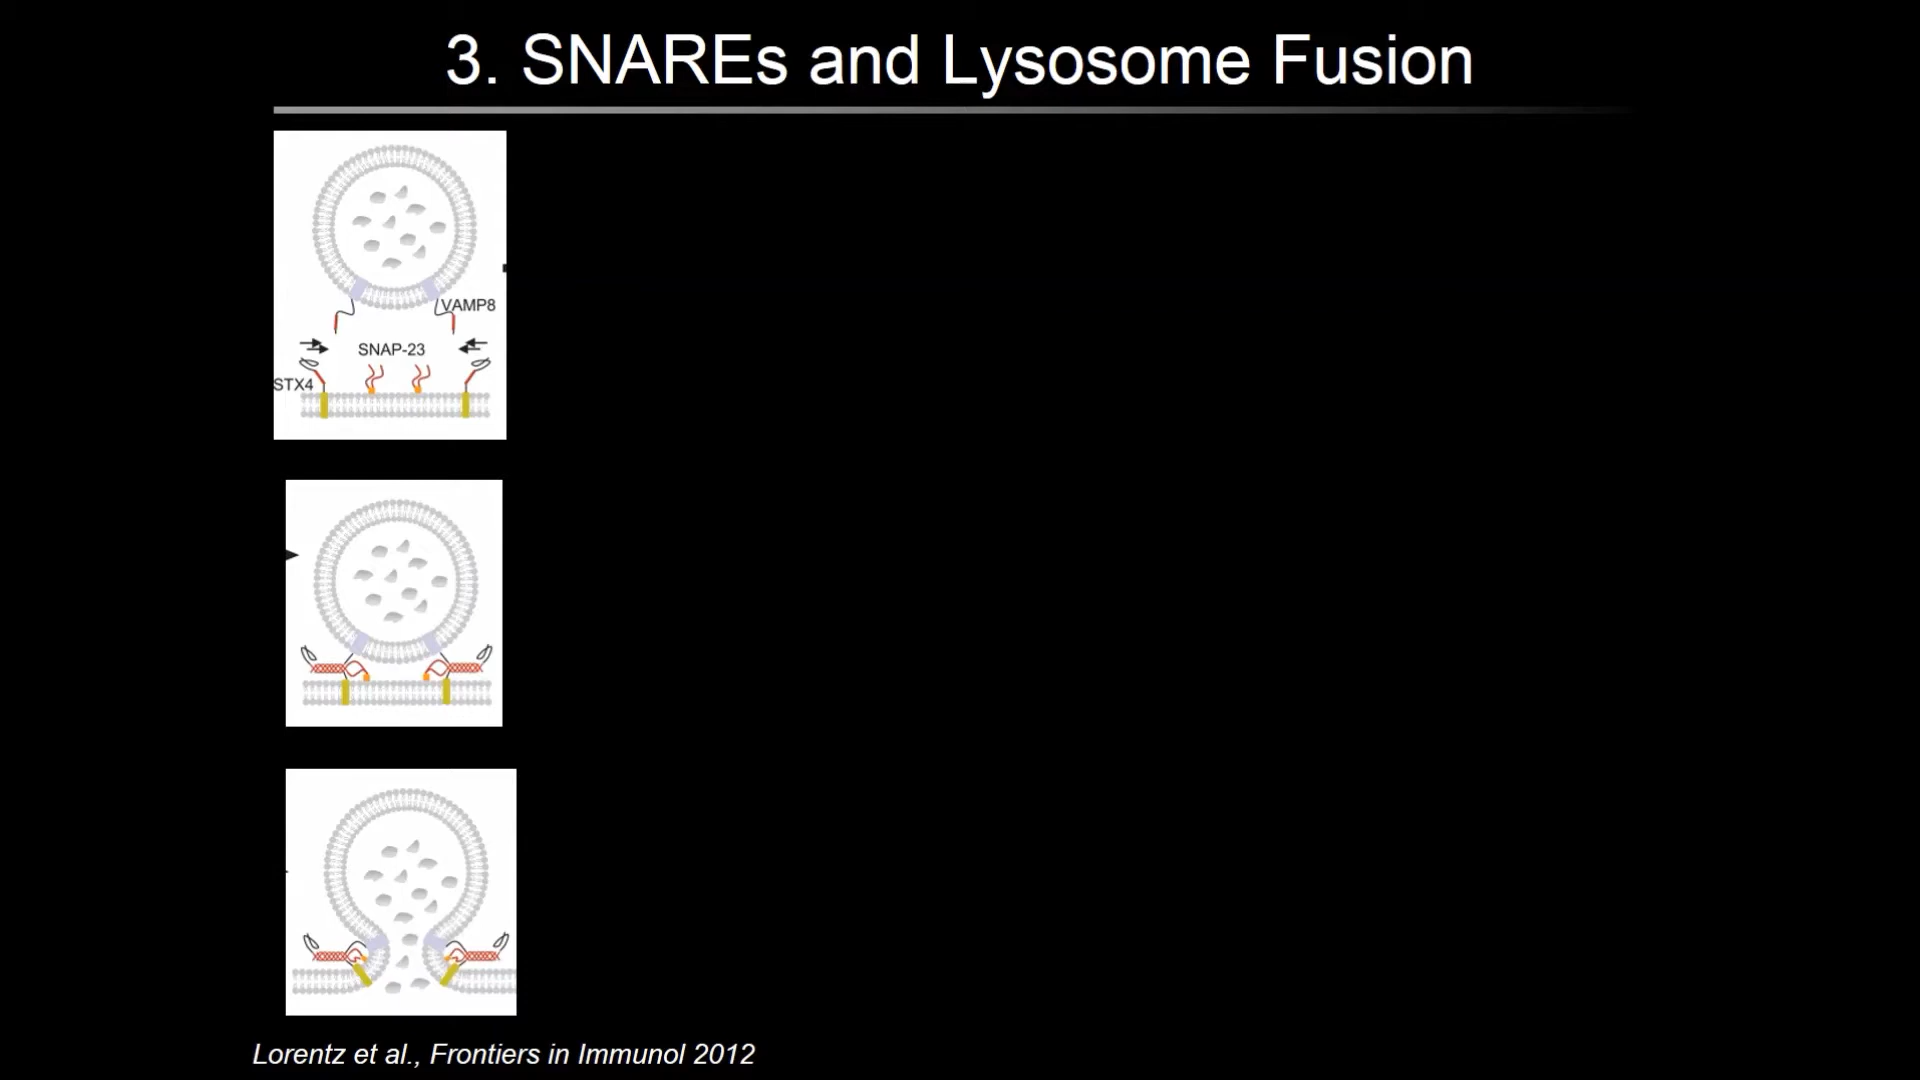 3. SNAREs and Lysosome Fusion
VAMP8
SNAP-23
STX4
Lorentz et al., Frontiers in Immunol 2012